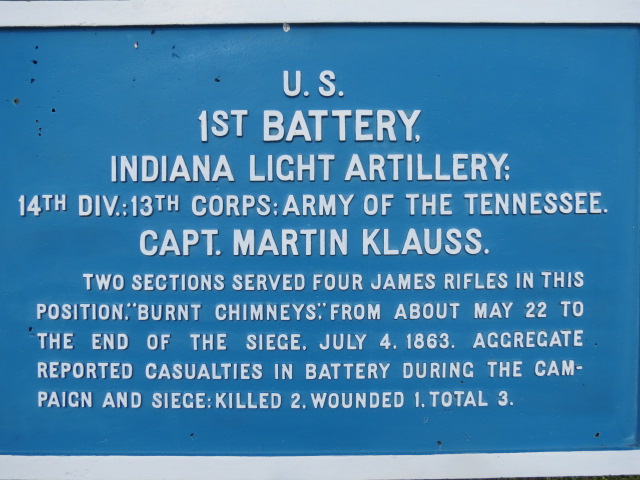 U. S.
1ST BATTERY,
INDIANA LIGHT ARTILLERY;
14TH DIV.: 13TH CORPS; ARMY OF THE TENNESSEE.
CAPT. MARTIN KLAUSS.
TWO SECTIONS SERVED FOUR JAMES RIFLES IN THIS
POSITION, "BURNT CHIMNEYS," FROM ABOUT MAY 22 TO
THE END OF THE SIEGE, JULY 4, 1863. AGGREGATE
REPORTED CASUALTIES IN BATTERY DURING THE CAM-
PAIGN AND SIEGE: KILLED 2, WOUNDED 1, TOTAL 3.